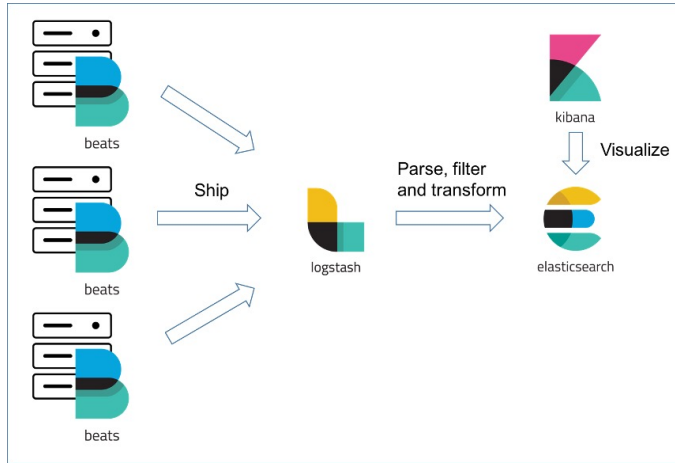 beats
kibana
Visualize
Parse, filter
and transform
Ship
beats
logstash
elasticsearch
beats